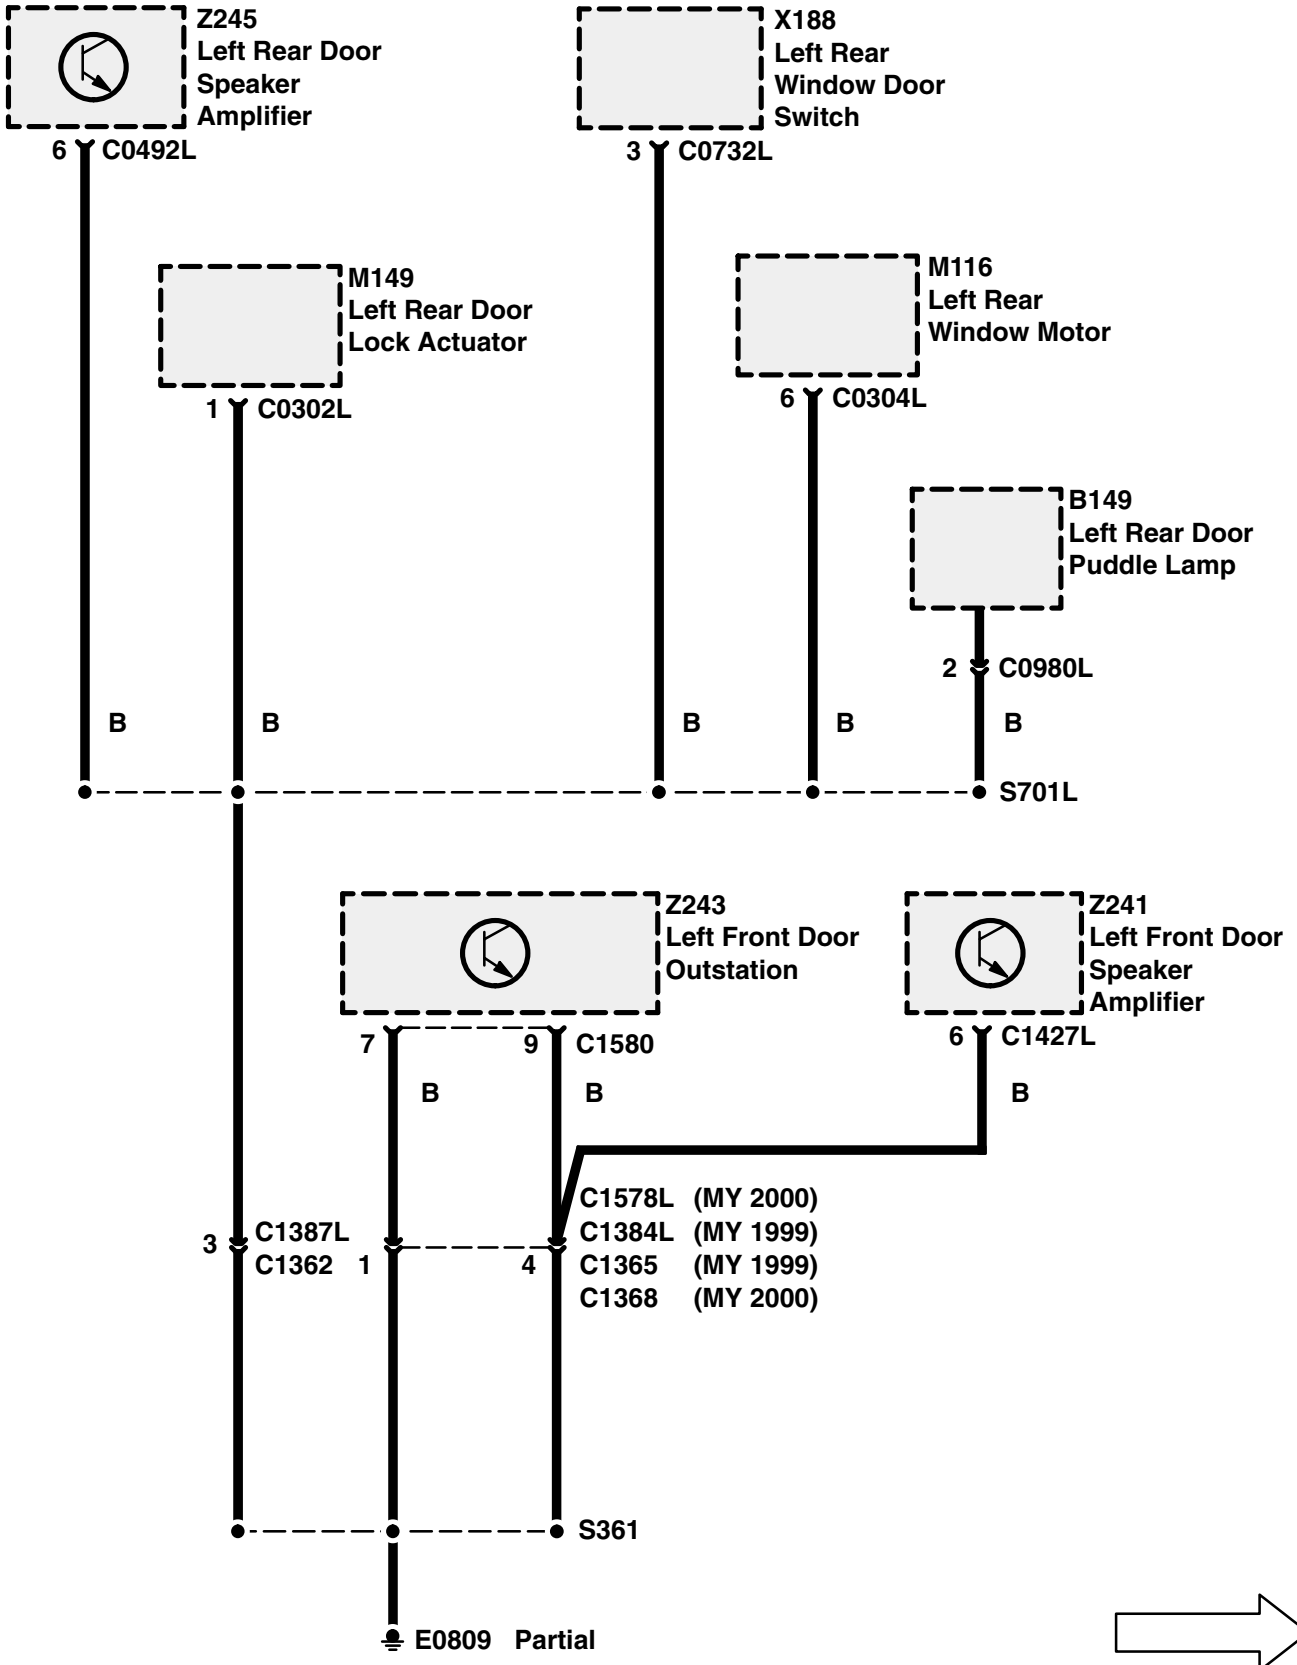 Z245
Left Rear Door
Speaker
Amplifier
6 C0492L
X188
Left Rear
Window Door
Switch
3 C0732L
M149
Left Rear Door
Lock Actuator
1 C0302L
M116
Left Rear
Window Motor
6 C0304L
B149
Left Rear Door
Puddle Lamp
2 C0980L
B B B B B
S701L
Z243
Left Front Door
Outstation
7 9 C1580
Z241
Left Front Door
Speaker
Amplifier
6 C1427L
B B B
3 C1387L
C1362
1 4
C1578L (MY 2000)
C1384L (MY 1999)
C1365 (MY 1999)
C1368 (MY 2000)
S361
E0809 Partial